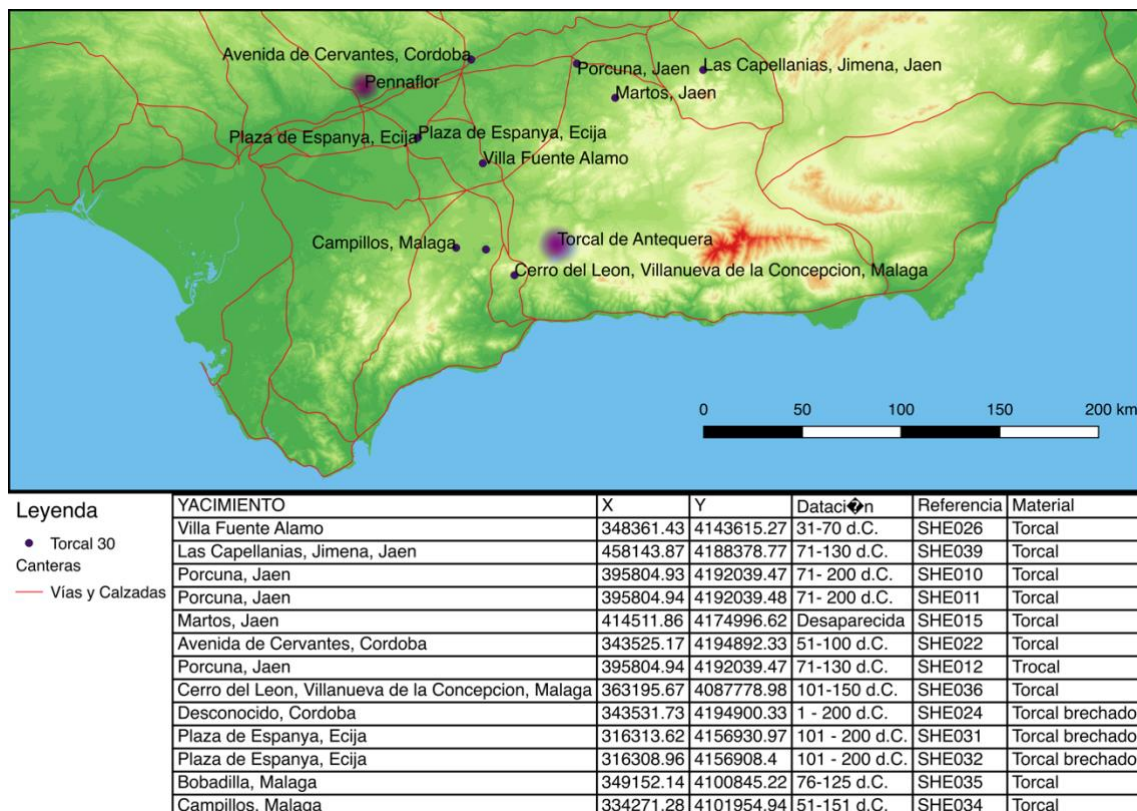 Avenida de Cervantes, Cordoba
Pennaflor
Porcuna, Jaen
Las Capellanias, Jimena, Jaen
Martos, Jaen
Plaza de Espanya, Ecija
Plaza de Espanya, Ecija
Villa Fuente Alamo
Campillos, Malaga
Torcal de Antequera
Cerro del Leon, Villanueva de la Concepcion, Malaga
0 50 100 150 200 km
Leyenda
Torcal 30
Canteras
Vías y Calzadas
YACIMIENTO X Y Dataci�n Referencia Material
Villa Fuente Alamo 348361.43 4143615.27 31-70 d.C. SHE026 Torcal
Las Capellanias, Jimena, Jaen 458143.87 4188378.77 71-130 d.C. SHE039 Torcal
Porcuna, Jaen 395804.93 4192039.47 71- 200 d.C. SHE010 Torcal
Porcuna, Jaen 395804.94 4192039.48 71- 200 d.C. SHE011 Torcal
Martos, Jaen 414511.86 4174996.62 Desaparecida SHE015 Torcal
Avenida de Cervantes, Cordoba 343525.17 4194892.33 51-100 d.C. SHE022 Torcal
Porcuna, Jaen 395804.94 4192039.47 71-130 d.C. SHE012 Trocal
Cerro del Leon, Villanueva de la Concepcion, Malaga 363195.67 4087778.98 101-150 d.C. SHE036 Torcal
Desconocido, Cordoba 343531.73 4194900.33 1 - 200 d.C. SHE024 Torcal brechado
Plaza de Espanya, Ecija 316313.62 4156930.97 101 - 200 d.C. SHE031 Torcal brechado
Plaza de Espanya, Ecija 316308.96 4156908.4 101 - 200 d.C. SHE032 Torcal brechado
Bobadilla, Malaga 349152.14 4100845.22 76-125 d.C. SHE035 Torcal
Campillos, Malaga 334271.28 4101954.94 51-151 d.C. SHE034 Torcal